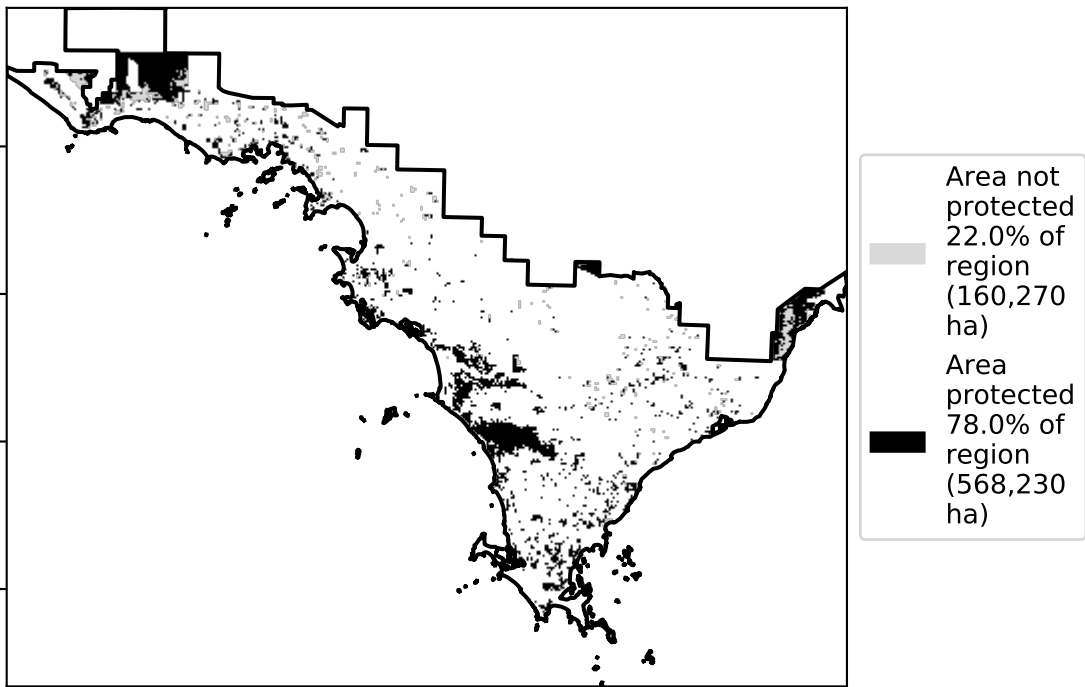 Area not
protected
22.0% of
region
(160,270
ha)
Area
protected
78.0% of
region
(568,230
ha)